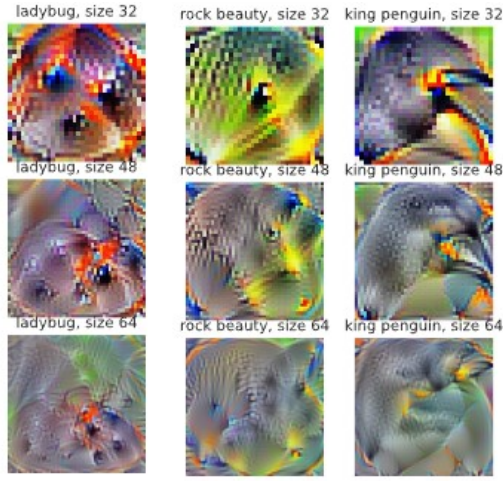 ladybug, size 32
rock beauty, size 32
king penguin, size 32
ladybug, size 48
rock beauty, size 48
king penguin, size 48
ladybug, size 64
rock beauty, size 64
king penguin, size 64